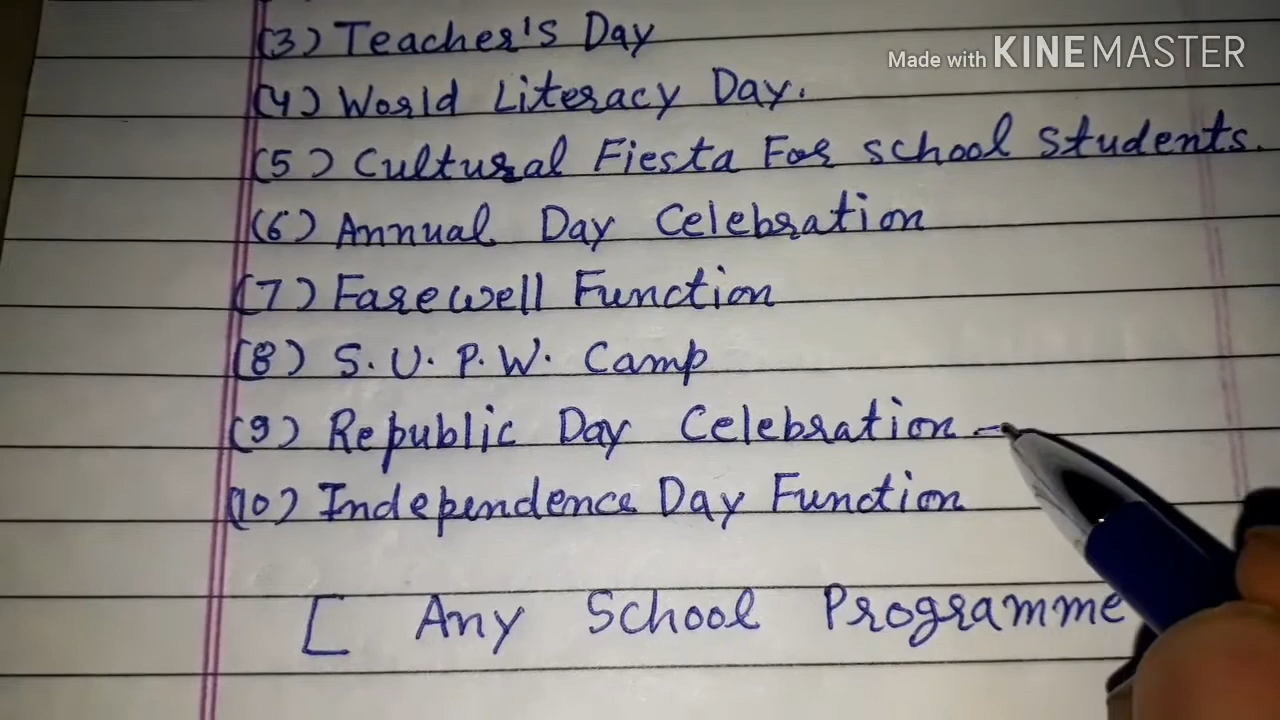 (3) Teacher's Day
Made with KINEMASTER
(4) World Literacy Day.
(5) Cultural Fiesta For school students.
(6) Annual Day Celebration
(7) Farewell Function
(8) S.U.P.W. Camp
(9) Republic Day Celebration -
(10) Independence Day Function
[ Any School Programme